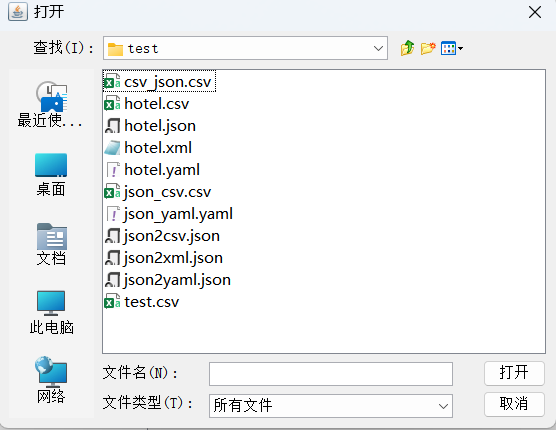 打开
查找(I):
test
最近使...
桌面
文档
此电脑
网络
csv_json.csv
hotel.csv
hotel.json
hotel.xml
hotel.yaml
json_csv.csv
json_yaml.yaml
json2csv.json
json2xml.json
json2yaml.json
test.csv
文件名(N):
打开
文件类型(T):
所有文件
取消